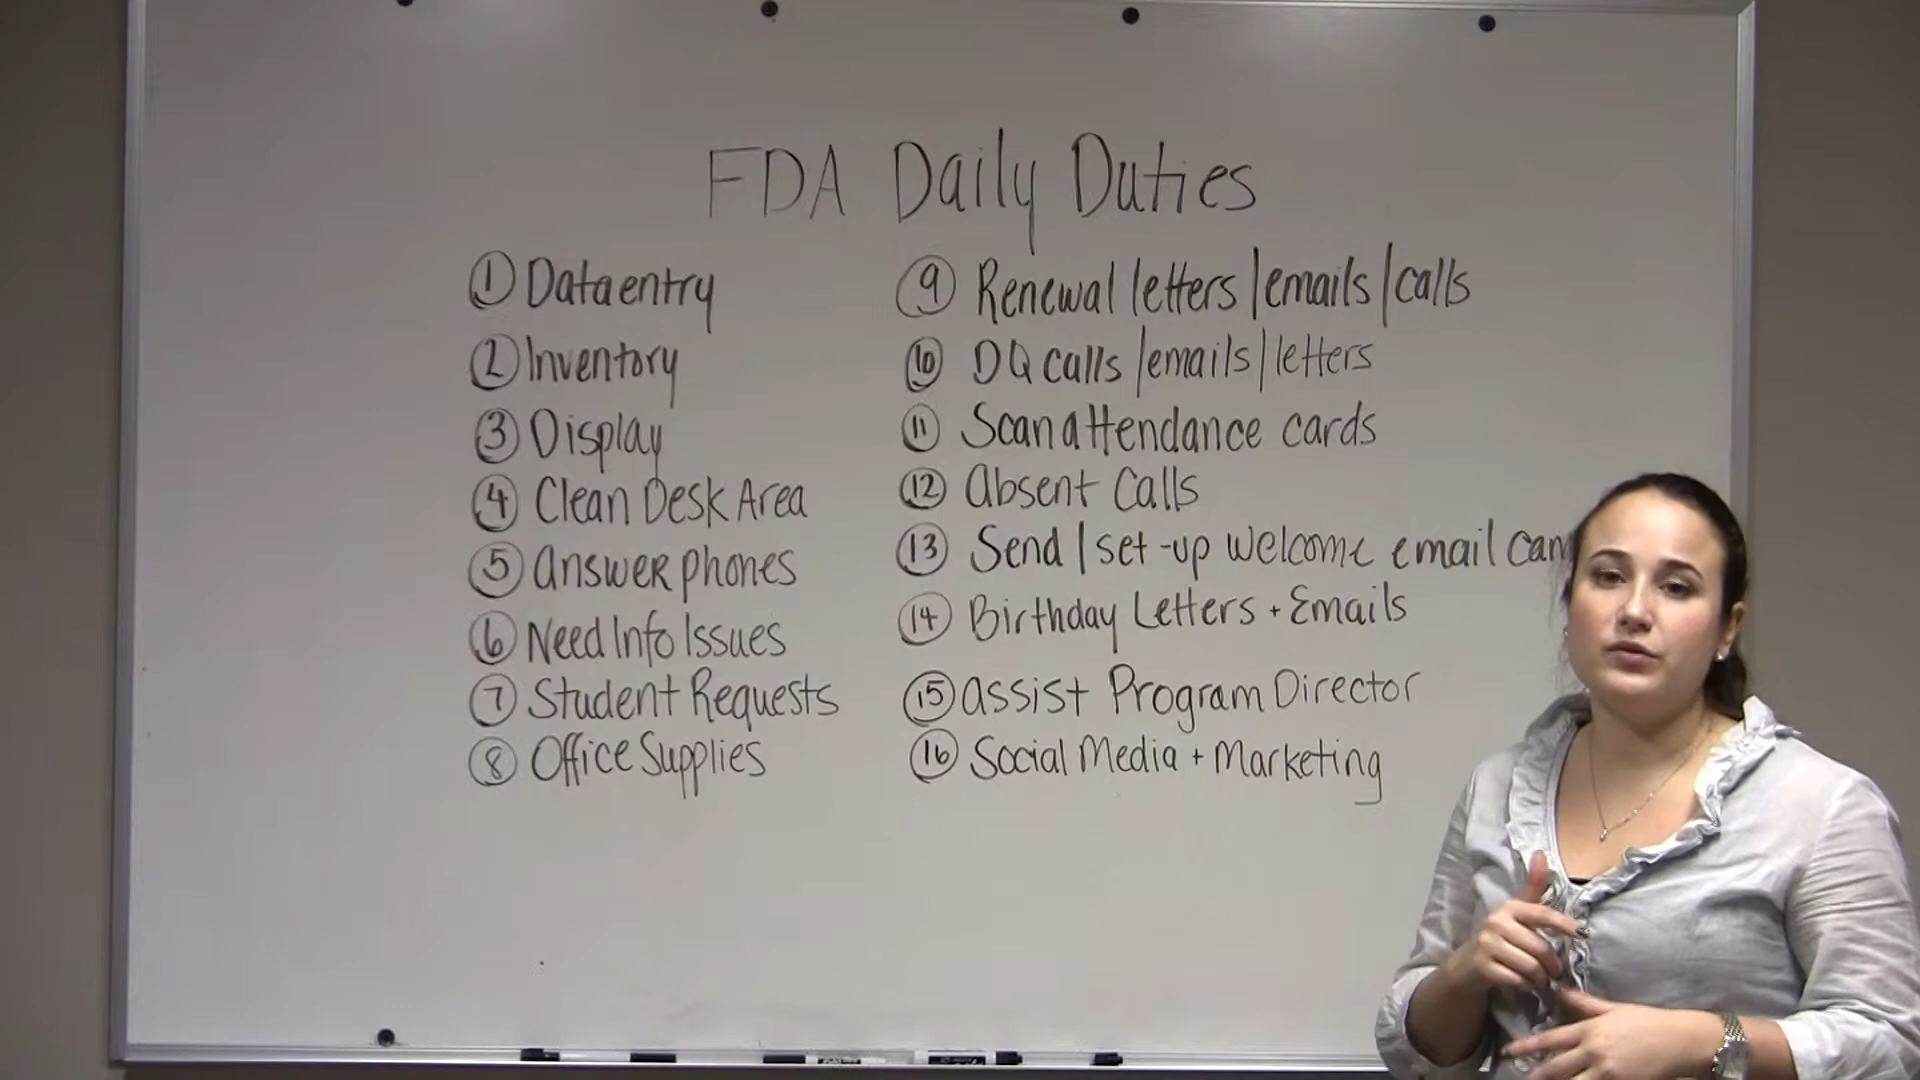 FDA Daily Duties
1 Data entry
2 Inventory
3 Display
4 Clean Desk Area
5 Answer phones
6 Need Info Issues
7 Student Requests
8 Office Supplies
9 Renewal letters/emails/calls
10 DQ calls/emails/letters
11 Scan attendance cards
12 Absent Calls
13 Send/set-up welcome email
14 Birthday Letters + Emails
15 assist Program Director
16 Social Media + Marketing